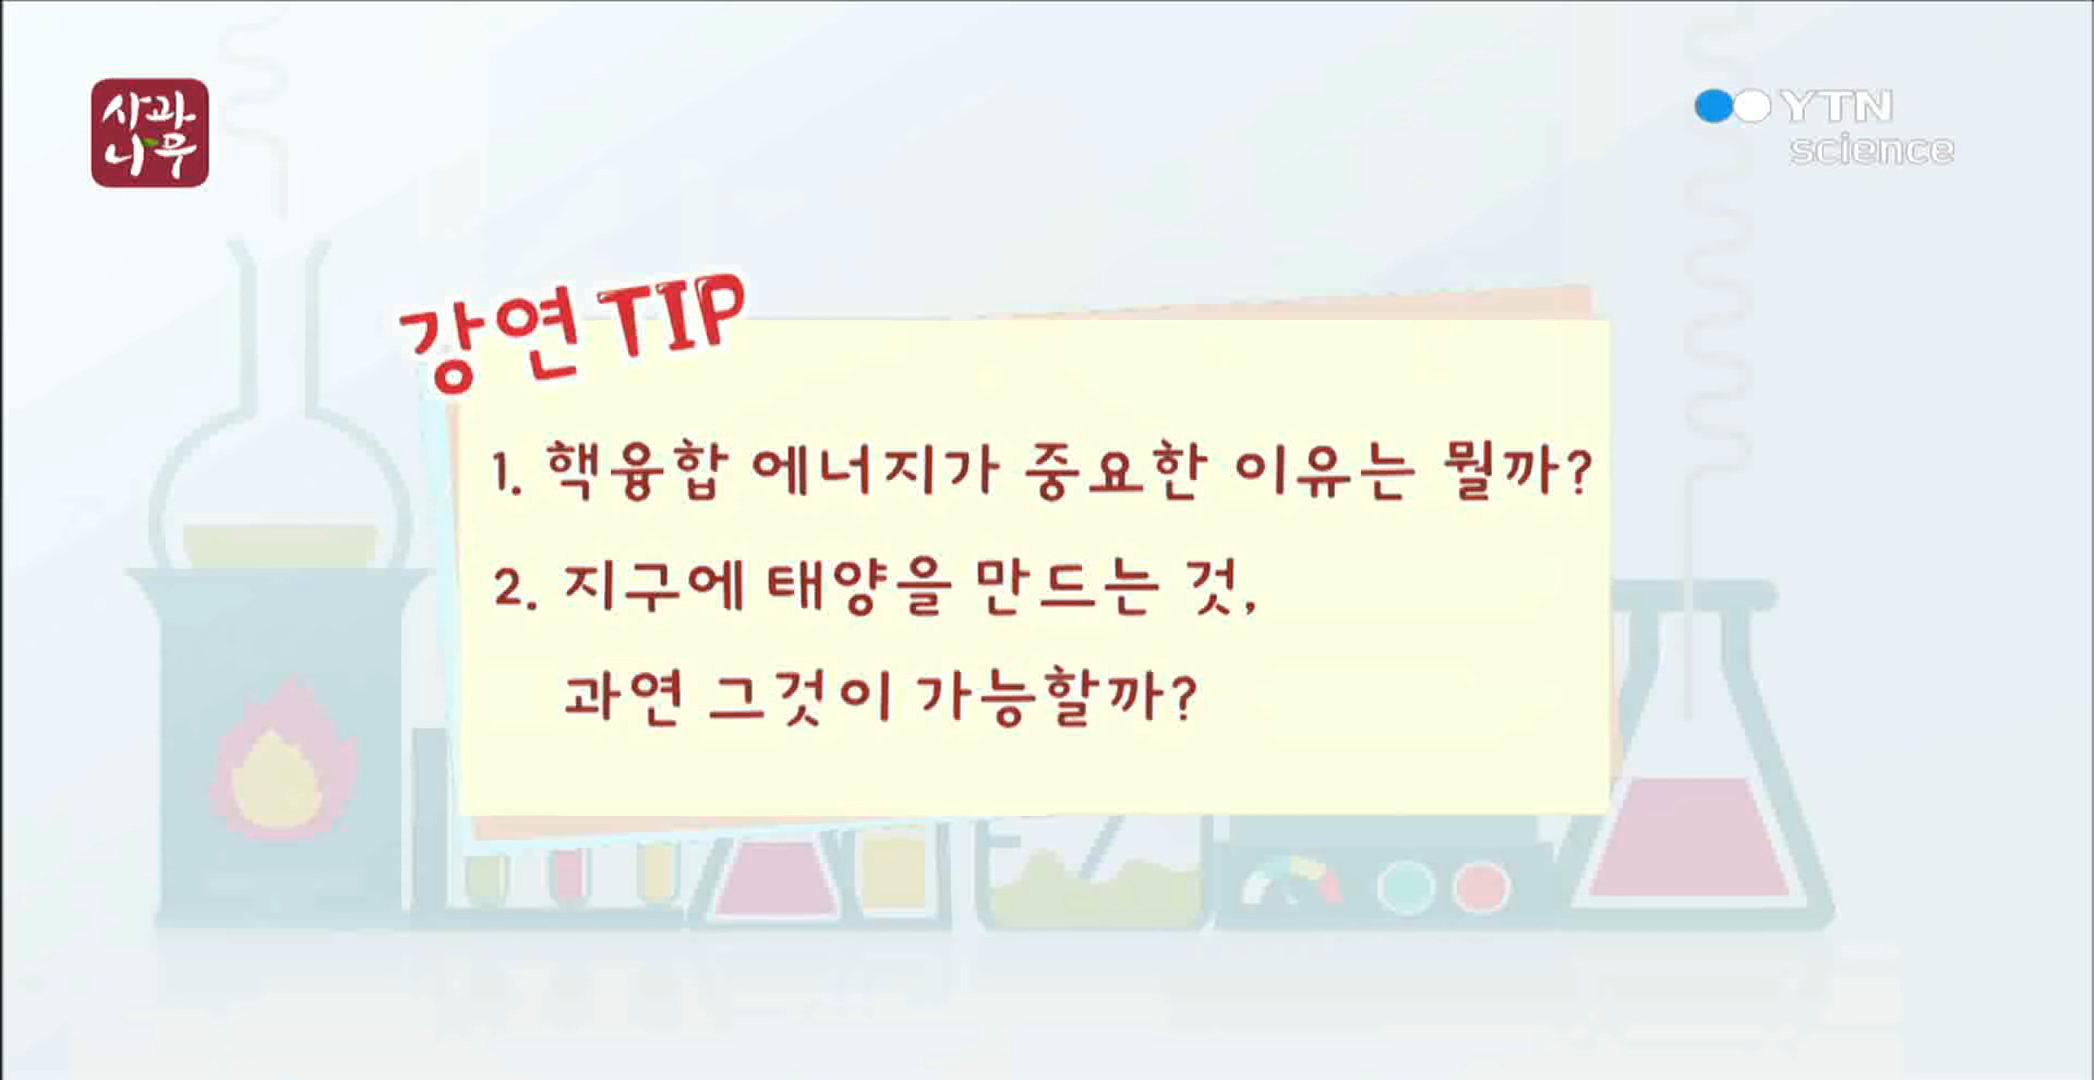 사과
나무
YTN
science
강연 TIP
1. 핵융합 에너지가 중요한 이유는 뭘까?
2. 지구에 태양을 만드는 것,
과연 그것이 가능할까?